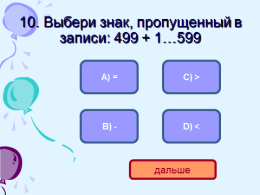 10. Выбери знак, пропущенный в
записи: 499 + 1…599
A) =
C) >
B) -
D) <
дальше